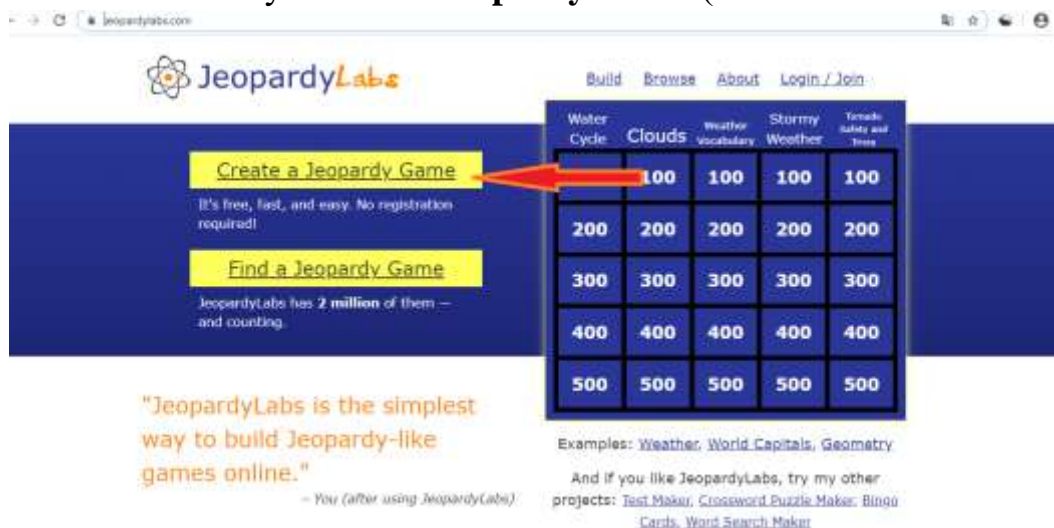 jeopardylabs.com
JeopardyLabs
Build Browse About Login / Join
Create a Jeopardy Game
It's free, fast, and easy. No registration
required!
Find a Jeopardy Game
JeopardyLabs has 2 million of them —
and counting.
Water Cycle Clouds Weather Vocabulary Stormy Weather Tornado Safety and
100 100 100 100
200 200 200 200 200
300 300 300 300 300
400 400 400 400 400
500 500 500 500 500
"JeopardyLabs is the simplest
way to build Jeopardy-like
games online."
– You (after using JeopardyLabs)
Examples: Weather, World Capitals, Geometry
And if you like JeopardyLabs, try my other
projects: Test Maker, Crossword Puzzle Maker, Bingo
Cards, Word Search Maker